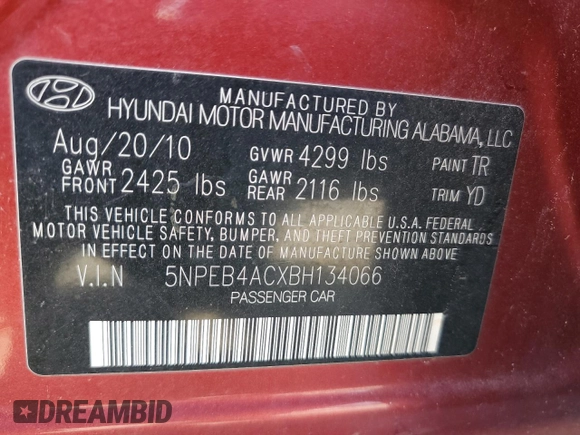 MANUFACTURED BY
HYUNDAI MOTOR MANUFACTURING ALABAMA, LLC
Aug/20/10 GVWR 4299 lbs PAINT TR
GAWR FRONT 2425 lbs GAWR REAR 2116 lbs TRIM YD
THIS VEHICLE CONFORMS TO ALL APPLICABLE U.S.A. FEDERAL
MOTOR VEHICLE SAFETY, BUMPER, AND THEFT PREVENTION STANDARDS
IN EFFECT ON THE DATE OF MANUFACTURE SHOWN ABOVE.
V.I.N 5NPEB4ACXBH134066
PASSENGER CAR
DREAMBID